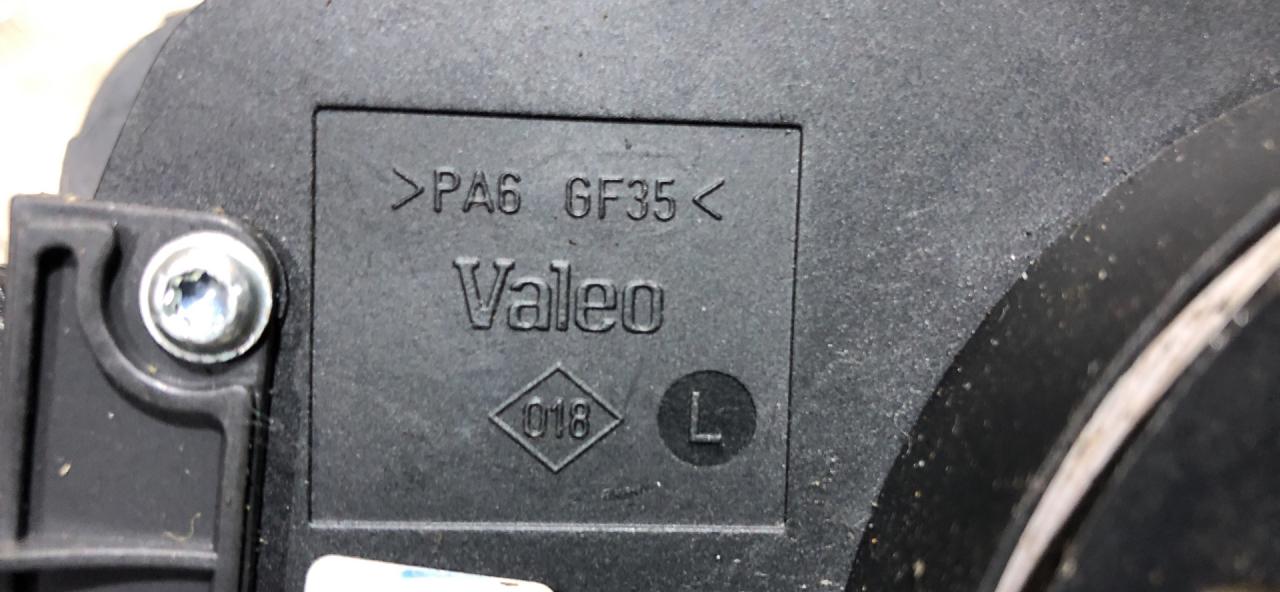 >PA6 GF35<
Valeo
018 L